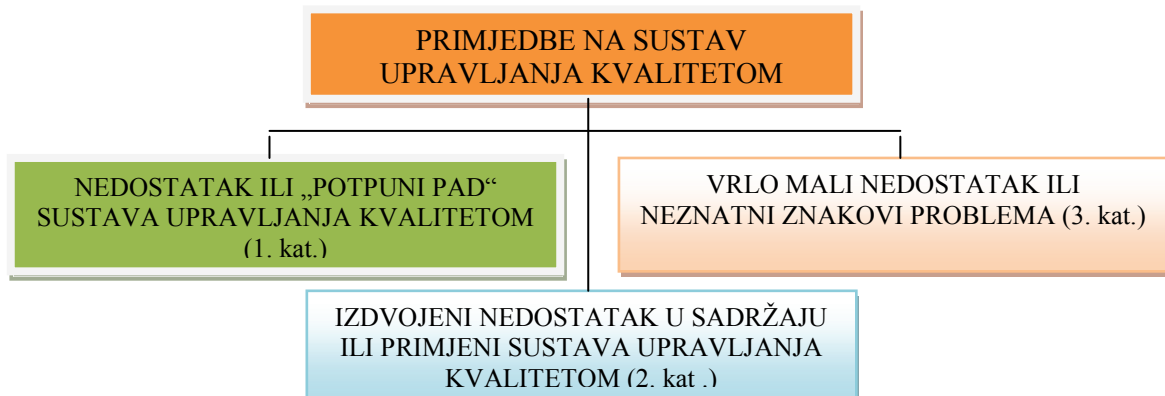 PRIMJEDBE NA SUSTAV
UPRAVLJANJA KVALITETOM
NEDOSTATAK ILI „POTPUNI PAD“
SUSTAVA UPRAVLJANJA KVALITETOM
(1. kat.)
VRLO MALI NEDOSTATAK ILI
NEZNATNI ZNAKOVI PROBLEMA (3. kat.)
IZDVOJENI NEDOSTATAK U SADRŽAJU
ILI PRIMJENI SUSTAVA UPRAVLJANJA
KVALITETOM (2. kat .)